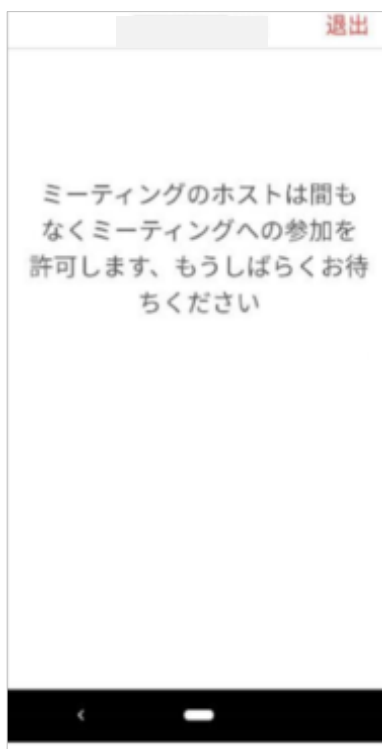 退出
ミーティングのホストは間も
なくミーティングへの参加を
許可します、もうしばらくお待
ちください